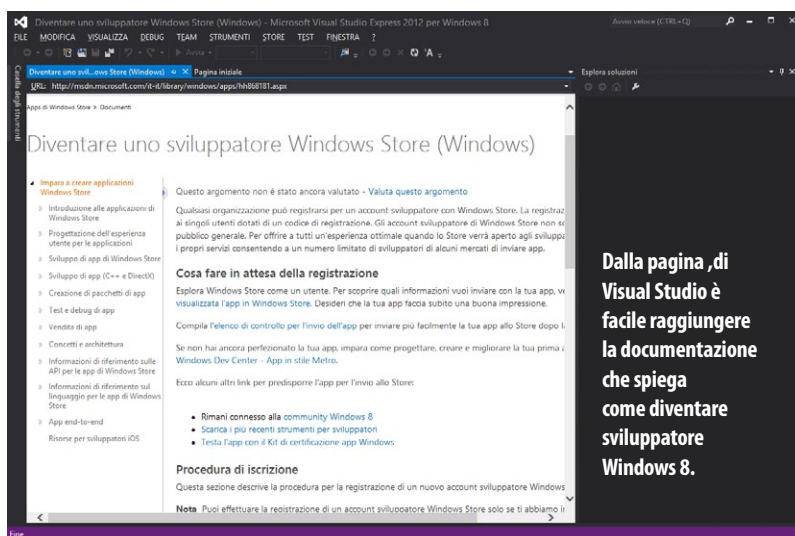 Diventare uno sviluppatore Windows Store (Windows) - Microsoft Visual Studio Express 2012 per Windows 8
Avvio veloce (CTRL+Q)
FILE MODIFICA VISUALIZZA DEBUG TEAM STRUMENTI STORE TEST FINESTRA ?
Avvia
Casella degli strumenti
Diventare uno svil...ows Store (Windows)
Pagina iniziale
Esplora soluzioni
URL: http://msdn.microsoft.com/it-it/library/windows/apps/hh868181.aspx
Apps di Windows Store > Documenti
Diventare uno sviluppatore Windows Store (Windows)
Impara a creare applicazioni
Windows Store
Introduzione alle applicazioni di
Windows Store
Progettazione dell'esperienza
utente per le applicazioni
Sviluppo di app di Windows Store
Sviluppo di app (C++ e DirectX)
Creazione di pacchetti di app
Test e debug di app
Vendita di app
Concetti e architettura
Informazioni di riferimento sulle
API per le app di Windows Store
Informazioni di riferimento sul
linguaggio per le app di Windows
Store
App end-to-end
Risorse per sviluppatori iOS
Questo argomento non è stato ancora valutato - Valuta questo argomento
Qualsiasi organizzazione può registrarsi per un account sviluppatore con Windows Store. La registraz
ai singoli utenti dotati di un codice di registrazione. Gli account sviluppatore di Windows Store non so
pubblico generale. Per offrire a tutti un'esperienza ottimale quando lo Store verrà aperto agli sviluppa
i propri servizi consentendo a un numero limitato di sviluppatori di alcuni mercati di inviare app.
Cosa fare in attesa della registrazione
Esplora Windows Store come un utente. Per scoprire quali informazioni vuoi inviare con la tua app, ve
visualizzata l'app in Windows Store. Desideri che la tua app faccia subito una buona impressione.
Compila l'elenco di controllo per l'invio dell'app per inviare più facilmente la tua app allo Store dopo l
Se non hai ancora perfezionato la tua app, impara come progettare, creare e migliorare la tua prima a
Windows Dev Center - App in stile Metro.
Ecco alcuni altri link per predisporre l'app per l'invio allo Store:
Rimani connesso alla community Windows 8
Scarica i più recenti strumenti per sviluppatori
Testa l'app con il Kit di certificazione app Windows
Procedura di iscrizione
Questa sezione descrive la procedura per la registrazione di un nuovo account sviluppatore Windows
Nota Puoi effettuare la registrazione di un account sviluppatore Windows Store solo se ti abbiamo in
Fine
Dalla pagina ,di
Visual Studio è
facile raggiungere
la documentazione
che spiega
come diventare
sviluppatore
Windows 8.